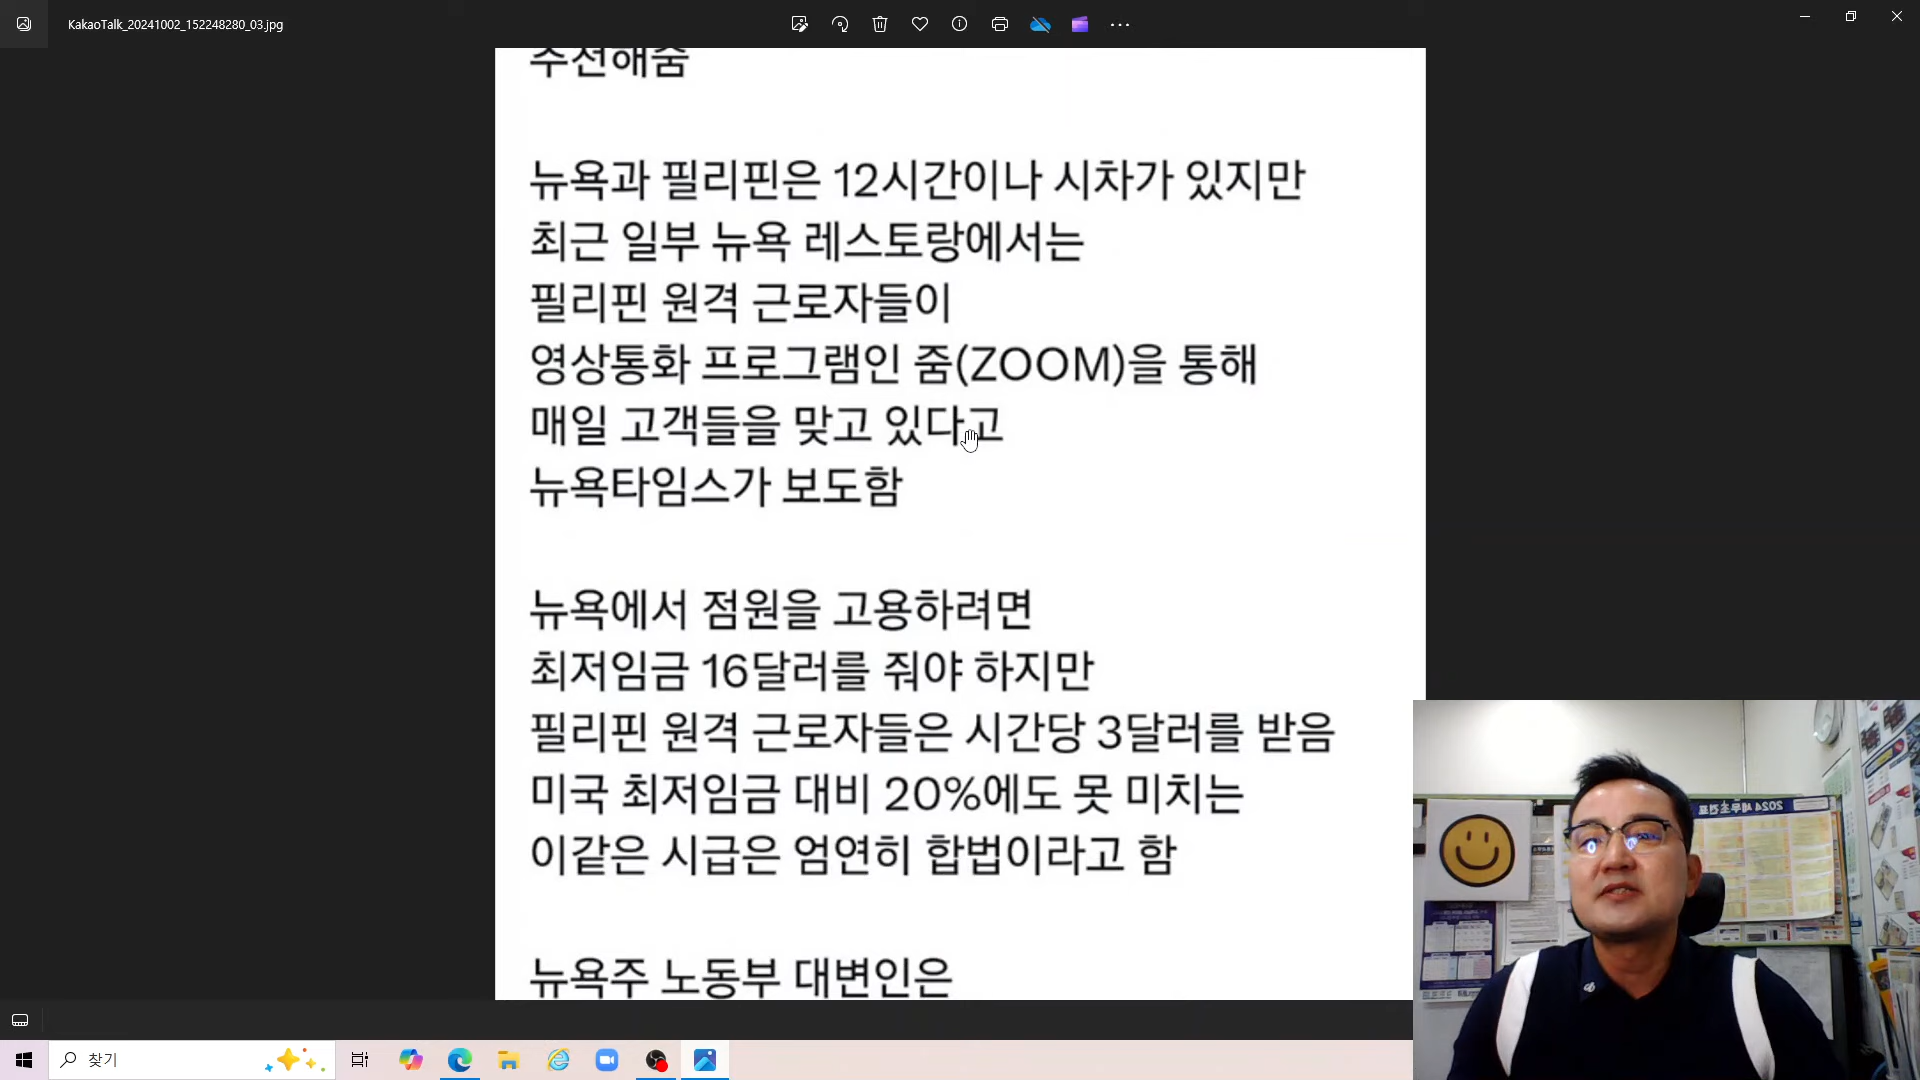 KakaoTalk_20241002_152248280_03.jpg
추천해줌
뉴욕과 필리핀은 12시간이나 시차가 있지만
최근 일부 뉴욕 레스토랑에서는
필리핀 원격 근로자들이
영상통화 프로그램인 줌(ZOOM)을 통해
매일 고객들을 맞고 있다고
뉴욕타임스가 보도함
뉴욕에서 점원을 고용하려면
최저임금 16달러를 줘야 하지만
필리핀 원격 근로자들은 시간당 3달러를 받음
미국 최저임금 대비 20%에도 못 미치는
이같은 시급은 엄연히 합법이라고 함
뉴욕주 노동부 대변인은
찾기